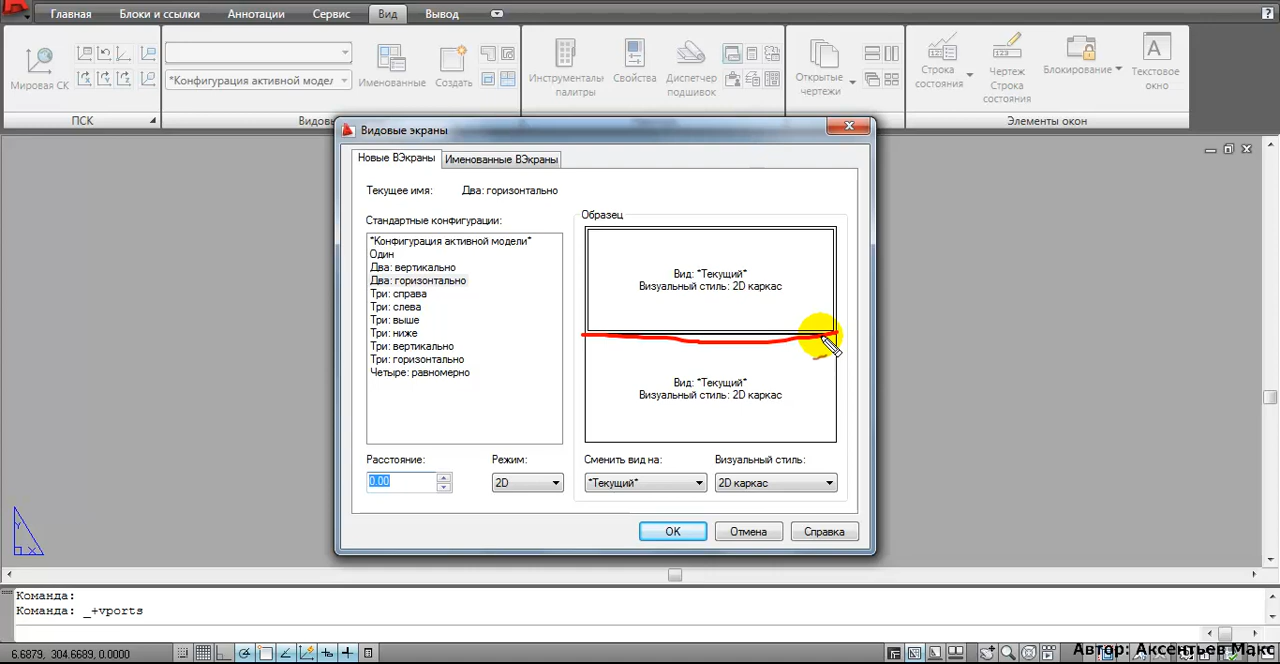 Главная Блоки и ссылки Аннотации Сервис Вид Вывод
Мировая СК
*Конфигурация активной модел
Именованные Создать
Инструментальные палитры
Свойства
Диспетчер подшивок
Открытые чертежи
Строка состояния
Чертеж Строка состояния
Блокирование
Текстовое окно
ПСК
Элементы окон
Видовые экраны
Новые ВЭкраны Именованные ВЭкраны
Текущее имя: Два: горизонтально
Стандартные конфигурации:
*Конфигурация активной модели*
Один
Два: вертикально
Два: горизонтально
Три: справа
Три: слева
Три: выше
Три: ниже
Три: вертикально
Три: горизонтально
Четыре: равномерно
Образец
Вид: *Текущий*
Визуальный стиль: 2D каркас
Вид: *Текущий*
Визуальный стиль: 2D каркас
Расстояние: Режим: Сменить вид на: Визуальный стиль:
0.00 2D *Текущий* 2D каркас
OK Отмена Справка
Y
X
Команда:
Команда: _+vports
6.6879, 304.6689, 0.0000
Автор: Аксентьев Макс